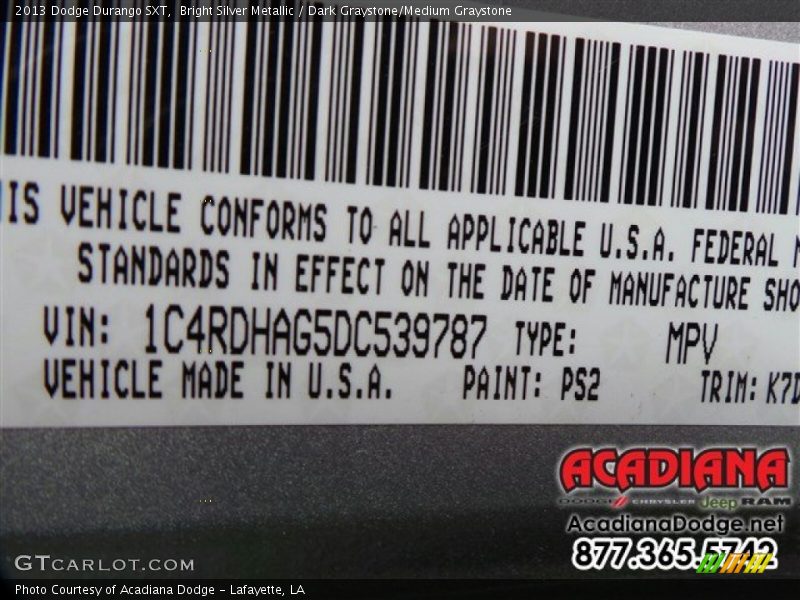 2013 Dodge Durango SXT, Bright Silver Metallic / Dark Graystone/Medium Graystone
IS VEHICLE CONFORMS TO ALL APPLICABLE U.S.A. FEDERAL M
STANDARDS IN EFFECT ON THE DATE OF MANUFACTURE SHO
VIN: 1C4RDHAG5DC539787 TYPE: MPV
VEHICLE MADE IN U.S.A. PAINT: PS2 TRIM: K7D
ACADIANA
DODGE CHRYSLER Jeep RAM
AcadianaDodge.net
877.365.5742
GTCARLOT.COM
Photo Courtesy of Acadiana Dodge - Lafayette, LA